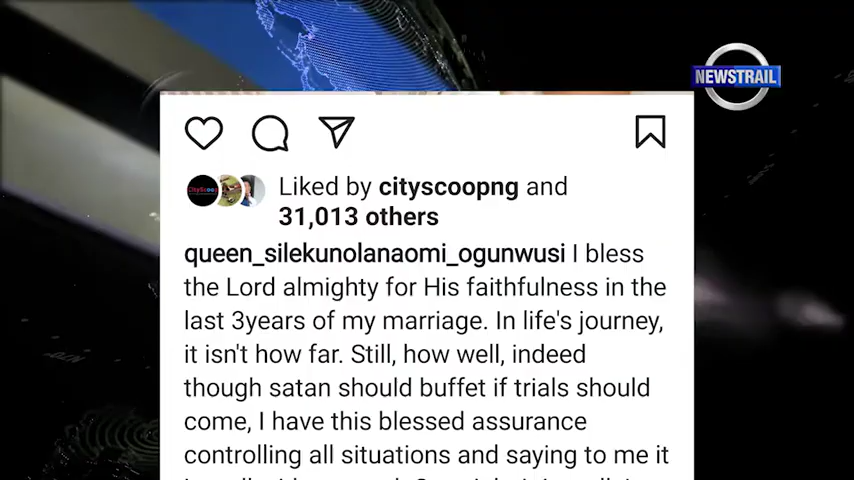 NEWSTRAIL
Liked by cityscoopng and
31,013 others
queen_silekunolanaomi_ogunwusi I bless
the Lord almighty for His faithfulness in the
last 3years of my marriage. In life's journey,
it isn't how far. Still, how well, indeed
though satan should buffet if trials should
come, I have this blessed assurance
controlling all situations and saying to me it